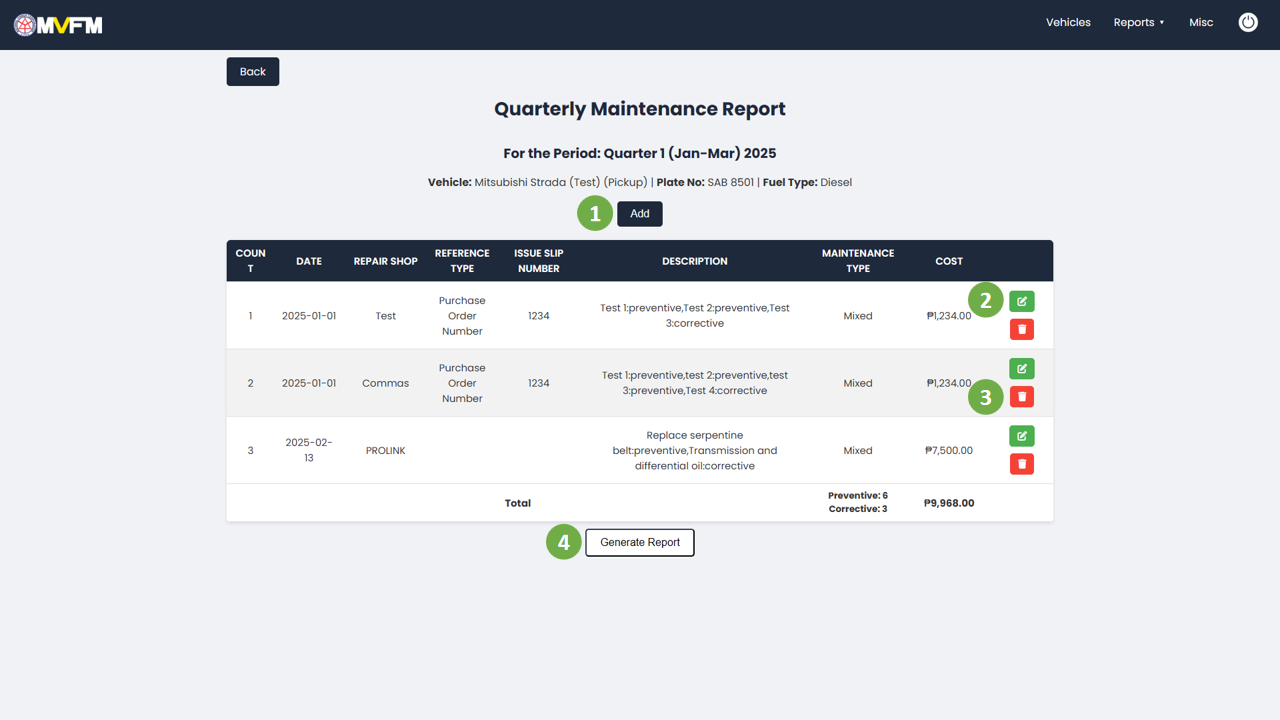 MVFM
Vehicles
Reports ▼
Misc
Back
Quarterly Maintenance Report
For the Period: Quarter 1 (Jan-Mar) 2025
Vehicle: Mitsubishi Strada (Test) (Pickup) | Plate No: SAB 8501 | Fuel Type: Diesel
1
Add
COUN
T
DATE
REPAIR SHOP
REFERENCE
TYPE
ISSUE SLIP
NUMBER
DESCRIPTION
MAINTENANCE
TYPE
COST
1
2025-01-01
Test
Purchase
Order
Number
1234
Test 1:preventive,Test 2:preventive,Test
3:corrective
Mixed
₱1,234.00
2
2
2025-01-01
Commas
Purchase
Order
Number
1234
Test 1:preventive,test 2:preventive,test
3:preventive,Test 4:corrective
Mixed
₱1,234.00
3
3
2025-02-
13
PROLINK
Replace serpentine
belt:preventive,Transmission and
differential oil:corrective
Mixed
₱7,500.00
Total
Preventive: 6
Corrective: 3
₱9,968.00
4
Generate Report